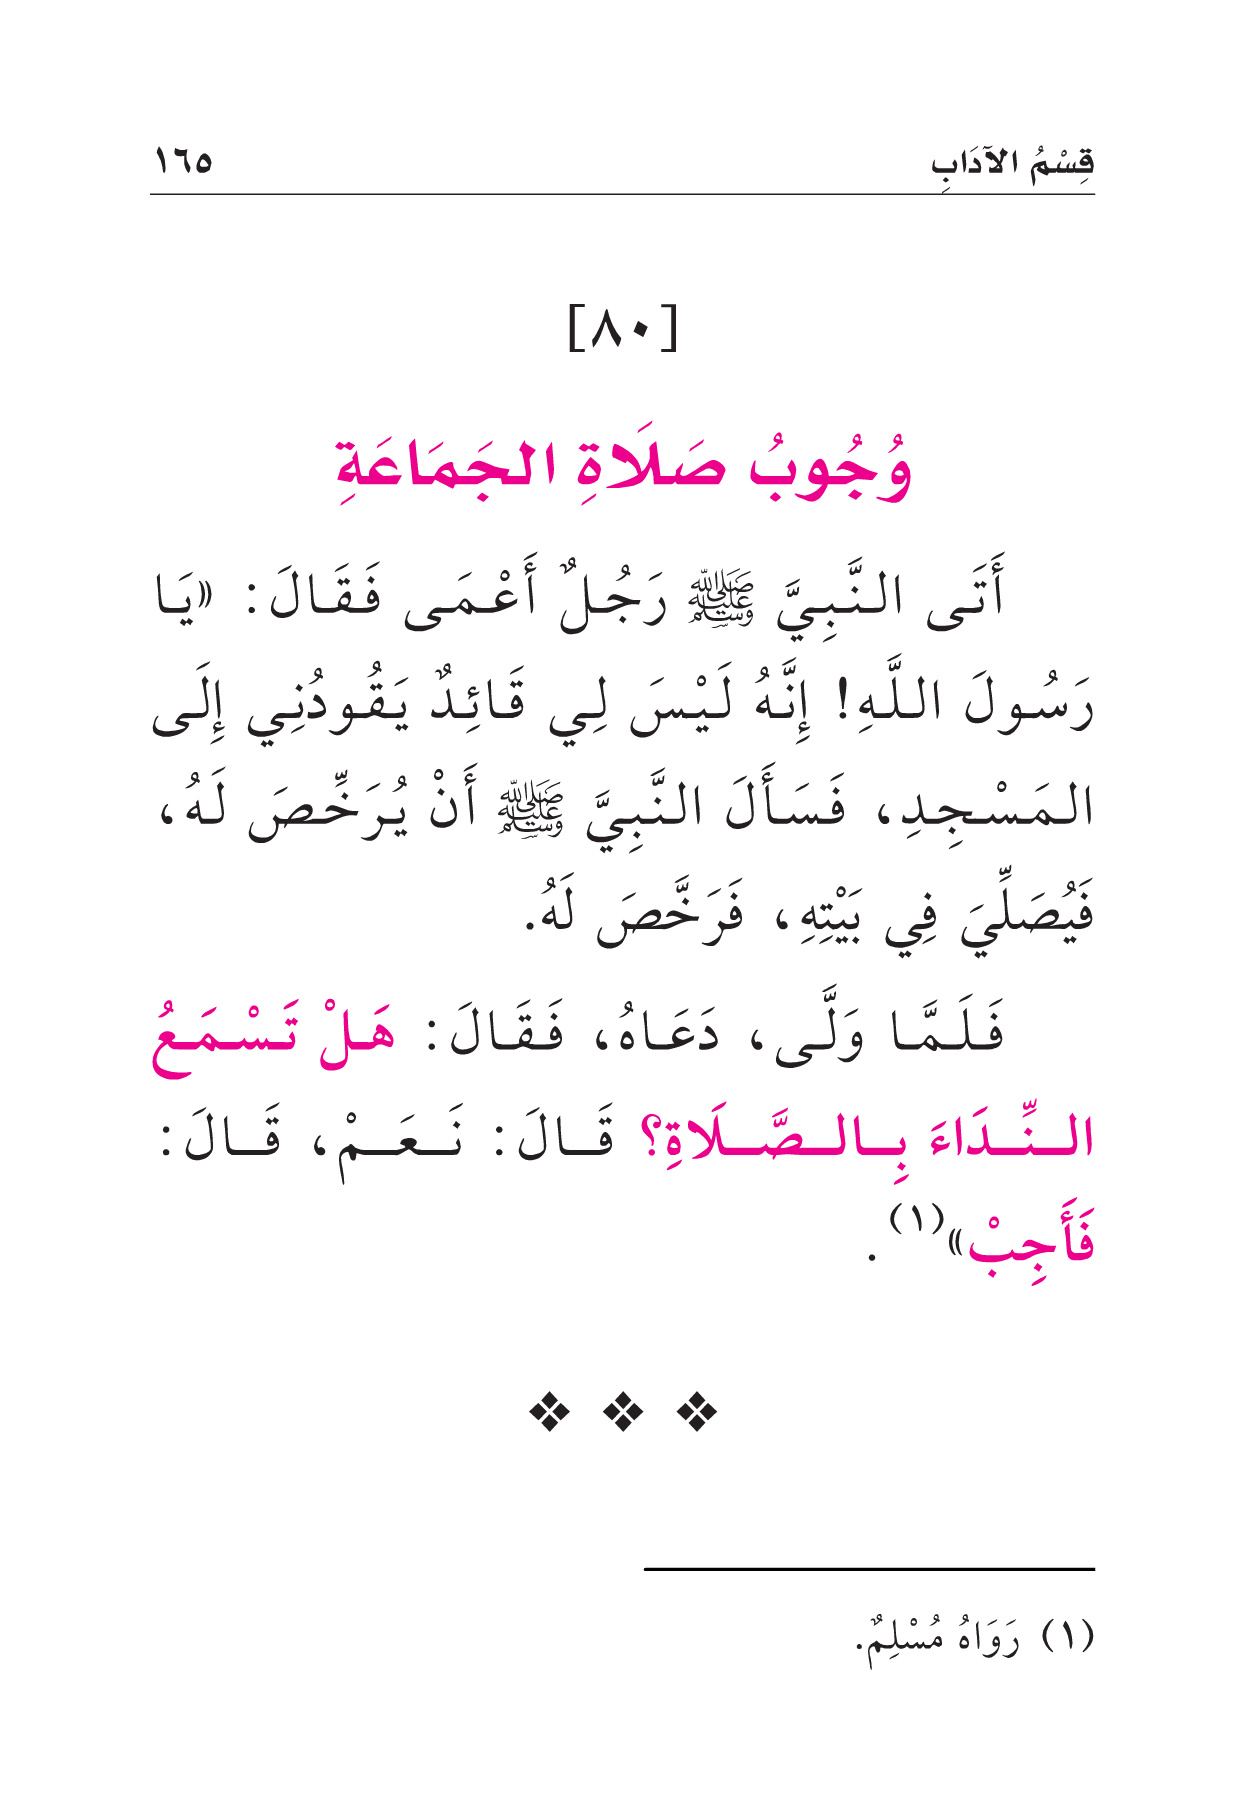 قِسْمُ الآدَابِ ١٦٥
[٨٠]
وُجُوبُ صَلَاةِ الجَمَاعَةِ
أَتَى النَّبِيَّ ﷺ رَجُلٌ أَعْمَى فَقَالَ: «يَا
رَسُولَ اللَّهِ! إِنَّهُ لَيْسَ لِي قَائِدٌ يَقُودُنِي إِلَى
المَسْجِدِ، فَسَأَلَ النَّبِيَّ ﷺ أَنْ يُرَخِّصَ لَهُ،
فَيُصَلِّيَ فِي بَيْتِهِ، فَرَخَّصَ لَهُ.
فَلَمَّا وَلَّى، دَعَاهُ، فَقَالَ: هَلْ تَسْمَعُ
النِّدَاءَ بِالصَّلَاةِ؟ قَالَ: نَعَمْ، قَالَ:
فَأَجِبْ»(١).
(١) رَوَاهُ مُسْلِمٌ.